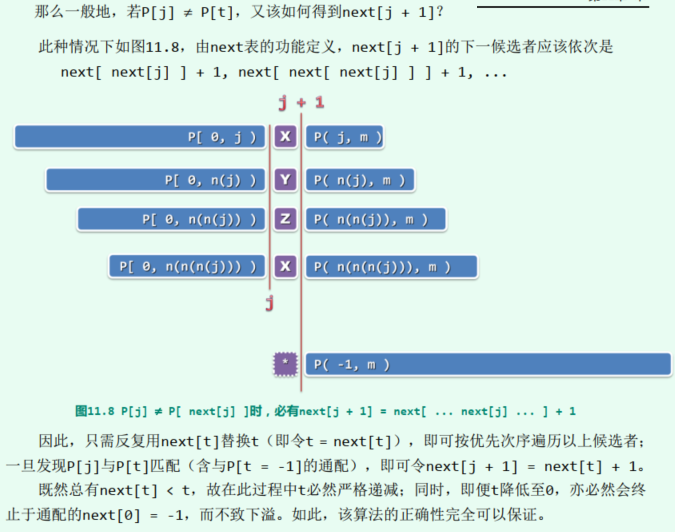 那么一般地，若P[j] ≠ P[t]，又该如何得到next[j + 1]？
此种情况下如图11.8，由next表的功能定义，next[j + 1]的下一候选者应该依次是
next[ next[j] ] + 1, next[ next[ next[j] ] ] + 1, ...
j + 1
P[ 0, j ) X P( j, m )
P[ 0, n(j) ) Y P( n(j), m )
P[ 0, n(n(j)) ) Z P( n(n(j)), m )
P[ 0, n(n(n(j))) ) X P( n(n(n(j))), m )
j
* P( -1, m )
图11.8 P[j] ≠ P[ next[j] ]时，必有next[j + 1] = next[ ... next[j] ... ] + 1
因此，只需反复用next[t]替换t（即令t = next[t]），即可按优先次序遍历以上候选者；
一旦发现P[j]与P[t]匹配（含与P[t = -1]的通配），即可令next[j + 1] = next[t] + 1。
既然总有next[t] < t，故在此过程中t必然严格递减；同时，即便t降低至0，亦必然会终
止于通配的next[0] = -1，而不致下溢。如此，该算法的正确性完全可以保证。